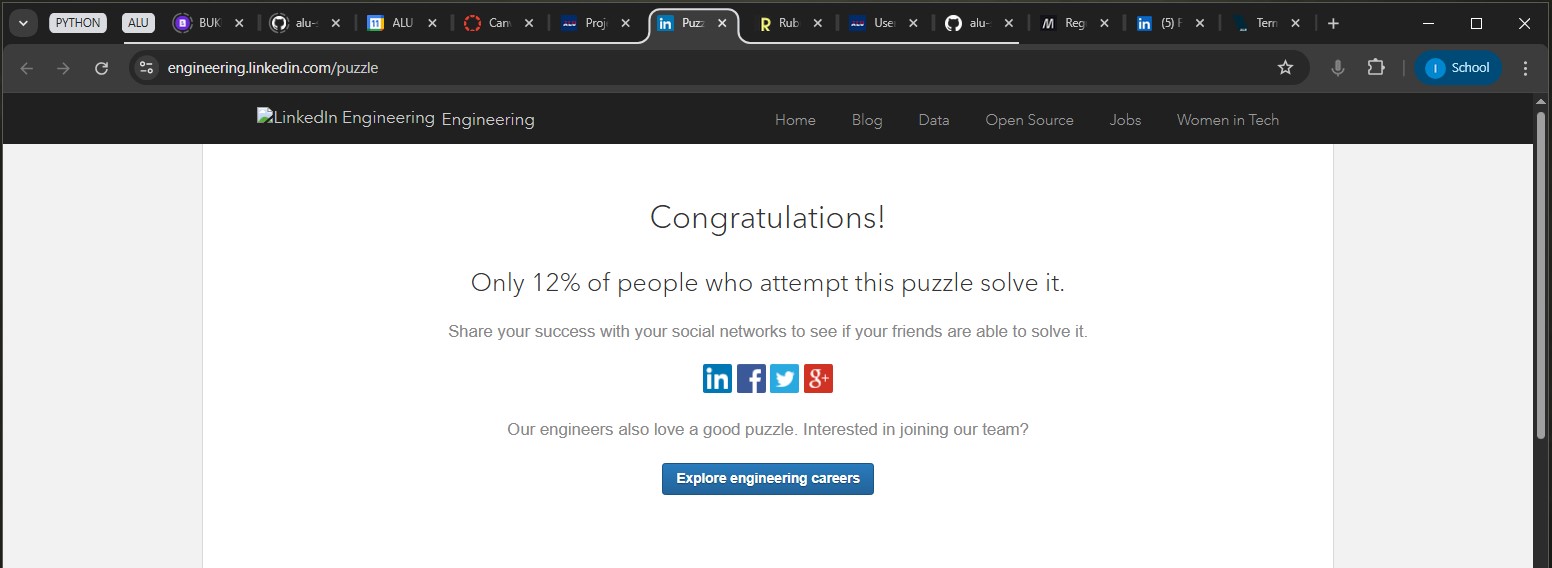 PYTHON ALU BUK alu- ALU Can Proj Puzz Rub User alu- Reg (5) F Term
engineering.linkedin.com/puzzle
School
LinkedIn Engineering Engineering Home Blog Data Open Source Jobs Women in Tech
Congratulations!
Only 12% of people who attempt this puzzle solve it.
Share your success with your social networks to see if your friends are able to solve it.
in f g+
Our engineers also love a good puzzle. Interested in joining our team?
Explore engineering careers